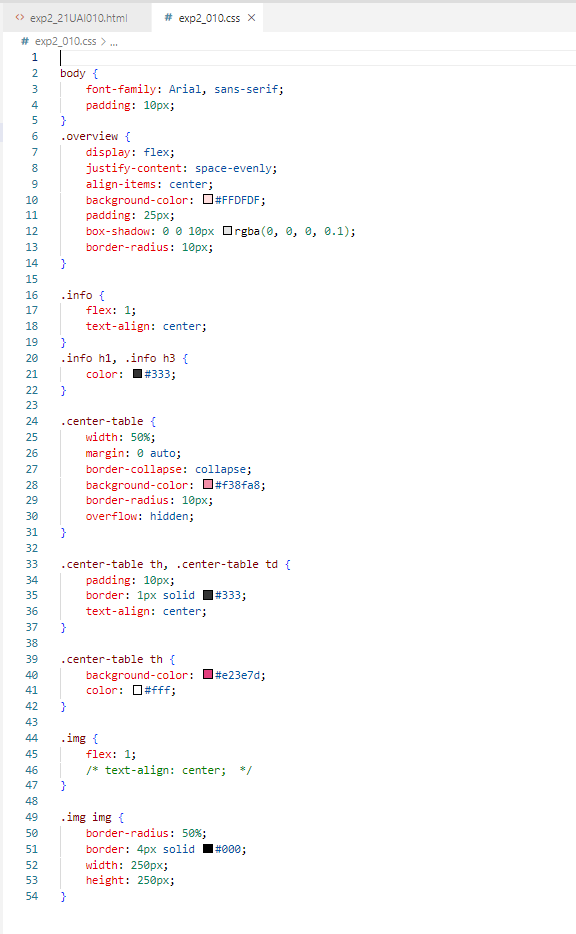 <> exp2_21UAI010.html # exp2_010.css ×
# exp2_010.css > ...
1
2 body {
3     font-family: Arial, sans-serif;
4     padding: 10px;
5 }
6 .overview {
7     display: flex;
8     justify-content: space-evenly;
9     align-items: center;
10     background-color: #FFDFDF;
11     padding: 25px;
12     box-shadow: 0 0 10px rgba(0, 0, 0, 0.1);
13     border-radius: 10px;
14 }
15
16 .info {
17     flex: 1;
18     text-align: center;
19 }
20 .info h1, .info h3 {
21     color: #333;
22 }
23
24 .center-table {
25     width: 50%;
26     margin: 0 auto;
27     border-collapse: collapse;
28     background-color: #f38fa8;
29     border-radius: 10px;
30     overflow: hidden;
31 }
32
33 .center-table th, .center-table td {
34     padding: 10px;
35     border: 1px solid #333;
36     text-align: center;
37 }
38
39 .center-table th {
40     background-color: #e23e7d;
41     color: #fff;
42 }
43
44 .img {
45     flex: 1;
46     /* text-align: center;  */
47 }
48
49 .img img {
50     border-radius: 50%;
51     border: 4px solid #000;
52     width: 250px;
53     height: 250px;
54 }